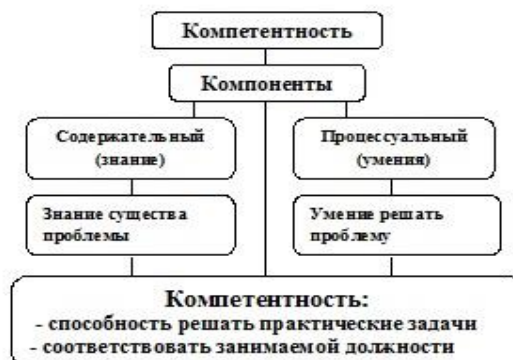 Компетентность
Компоненты
Содержательный
(знание)
Процессуальный
(умения)
Знание существа
проблемы
Умение решать
проблему
Компетентность:
- способность решать практические задачи
- соответствовать занимаемой должности